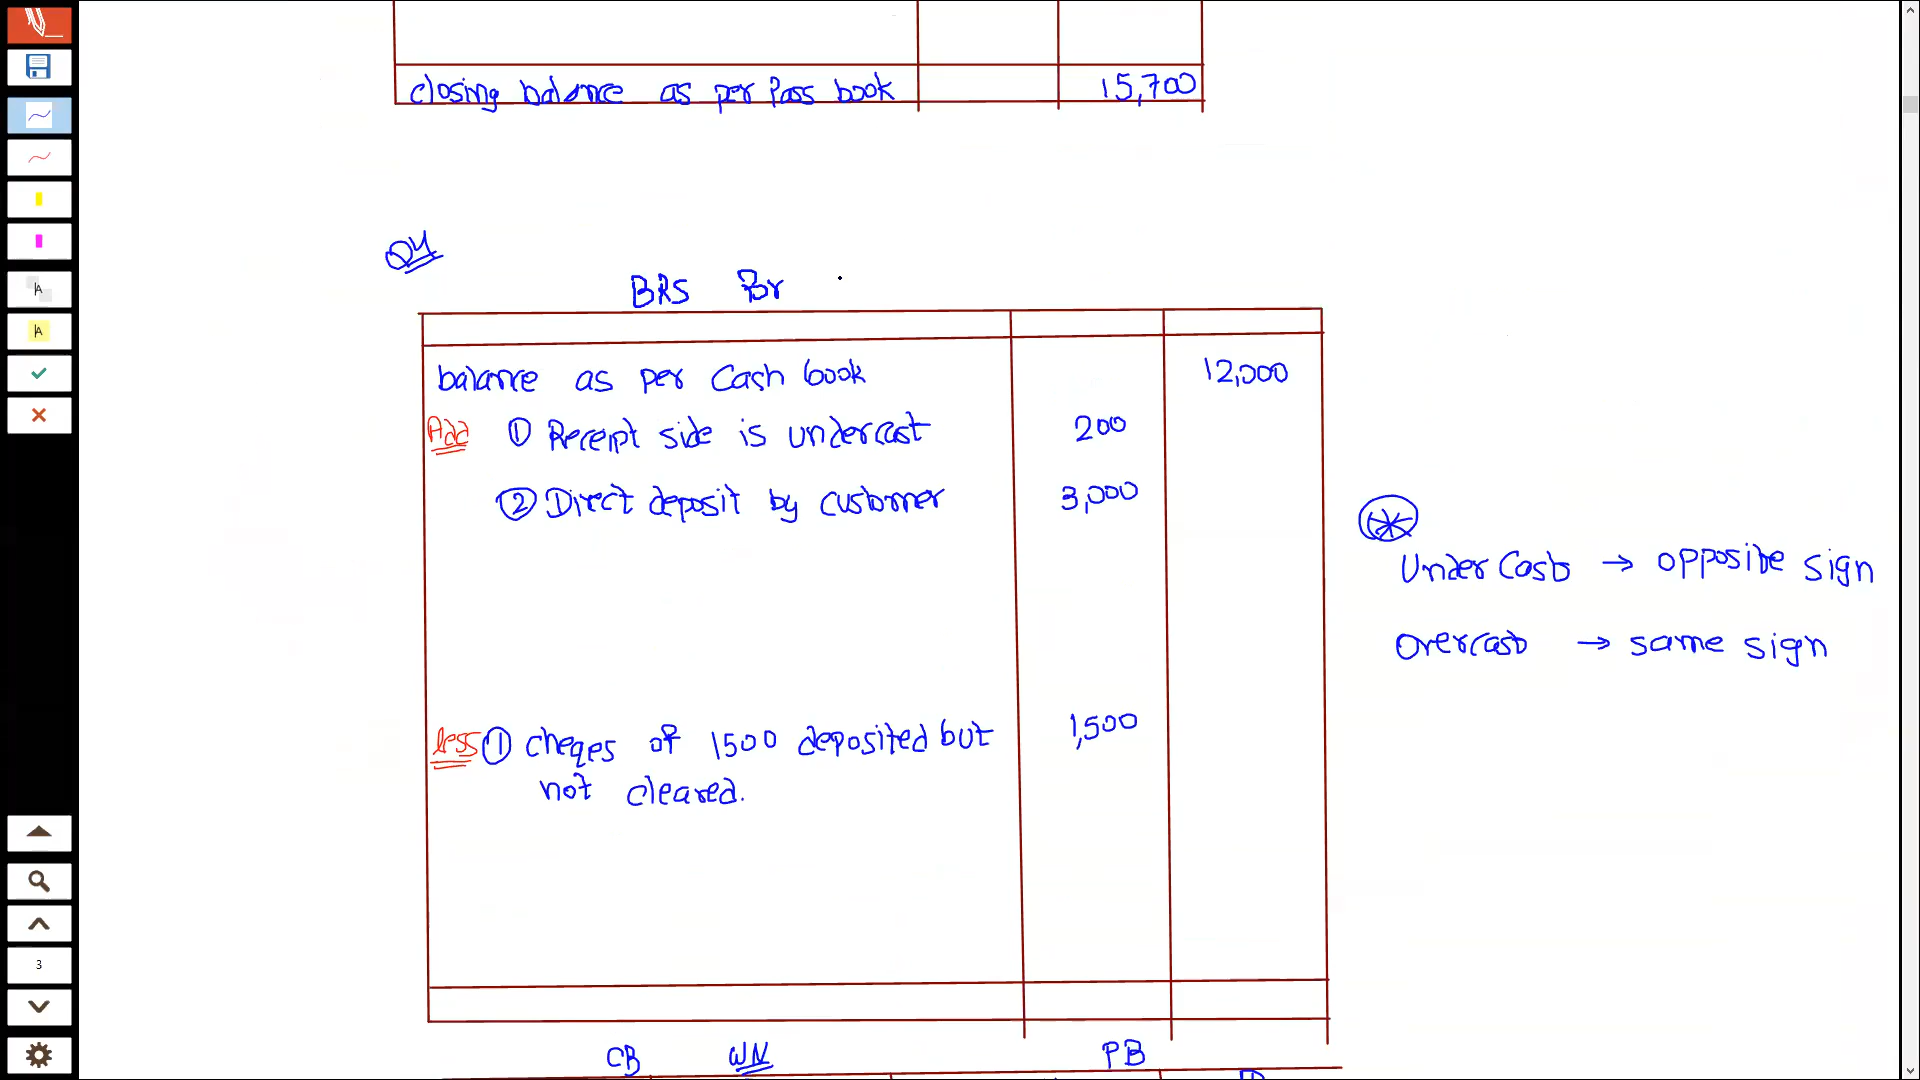 closing balance as per Pass book 15,700
Q4
BRS Br
balance as per Cash book 12,000
Add ① Receipt side is undercast 200
② Direct deposit by customer 3,000
Under Casts → opposite sign
Overcast → same sign
less ① cheqes of 1500 deposited but 1,500
not cleared.
CB WN PB
3